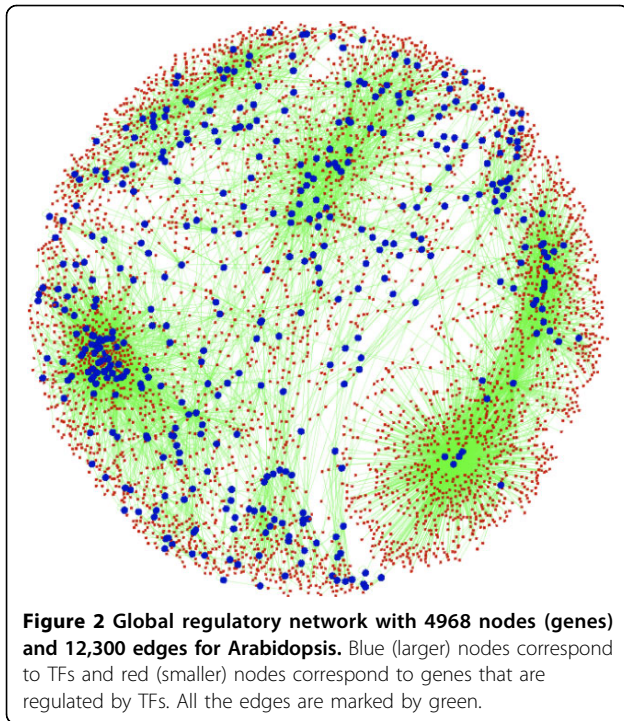 Figure 2 Global regulatory network with 4968 nodes (genes)
and 12,300 edges for Arabidopsis. Blue (larger) nodes correspond
to TFs and red (smaller) nodes correspond to genes that are
regulated by TFs. All the edges are marked by green.